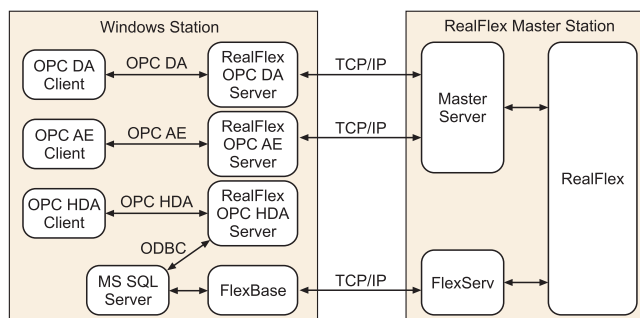 Windows Station
RealFlex Master Station
OPC DA
Client
OPC DA
RealFlex
OPC DA
Server
TCP/IP
Master
Server
RealFlex
OPC AE
Client
OPC AE
RealFlex
OPC AE
Server
TCP/IP
OPC HDA
Client
OPC HDA
RealFlex
OPC HDA
Server
ODBC
MS SQL
Server
FlexBase
TCP/IP
FlexServ